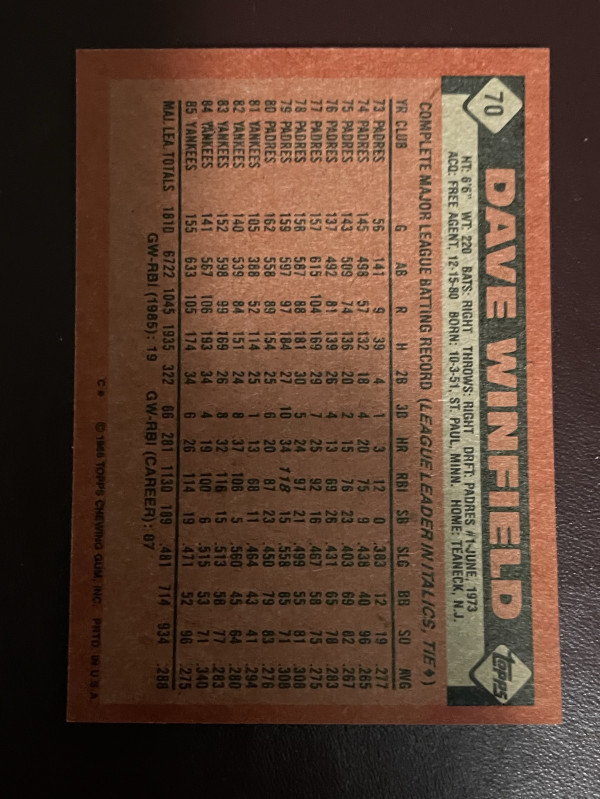 70
DAVE WINFIELD
TOPPS
HT: 6'6" WT: 220 BATS: RIGHT THROWS: RIGHT DRFT: PADRES #1-JUNE, 1973
ACQ: FREE AGENT, 12-15-80 BORN: 10-3-51, ST. PAUL, MINN. HOME: TEANECK, N.J.
COMPLETE MAJOR LEAGUE BATTING RECORD (LEAGUE LEADER IN ITALICS, TIE♦)
YR CLUB G AB R H 2B 3B HR RBI SB SLG BB SO AVG
73 PADRES 56 141 9 39 4 1 3 12 0 .383 12 19 .277
74 PADRES 145 498 57 132 18 4 20 75 9 .438 40 96 .265
75 PADRES 143 509 74 136 20 2 15 76 23 .403 69 82 .267
76 PADRES 137 492 81 139 26 4 13 69 26 .431 65 78 .283
77 PADRES 157 615 104 169 29 7 25 92 16 .467 58 75 .275
78 PADRES 158 587 88 181 30 5 24 97 21 .499 55 81 .308
79 PADRES 159 597 97 184 27 10 34 118 15 .558 85 71 .308
80 PADRES 162 558 89 154 25 6 20 87 23 .450 79 83 .276
81 YANKEES 105 388 52 114 25 1 13 68 11 .464 43 41 .294
82 YANKEES 140 539 84 151 24 8 37 106 5 .560 45 64 .280
83 YANKEES 152 598 99 169 26 8 32 116 15 .513 58 77 .283
84 YANKEES 141 567 106 193 34 4 19 100 6 .515 53 71 .340
85 YANKEES 155 633 105 174 34 6 26 114 19 .471 52 96 .275
MAJ. LEA. TOTALS 1810 6722 1045 1935 322 66 281 1130 189 .481 714 934 .288
GW-RBI (1985): 19 GW-RBI (CAREER): 87
C* © 1986 TOPPS CHEWING GUM, INC. PRTD. IN U.S.A.